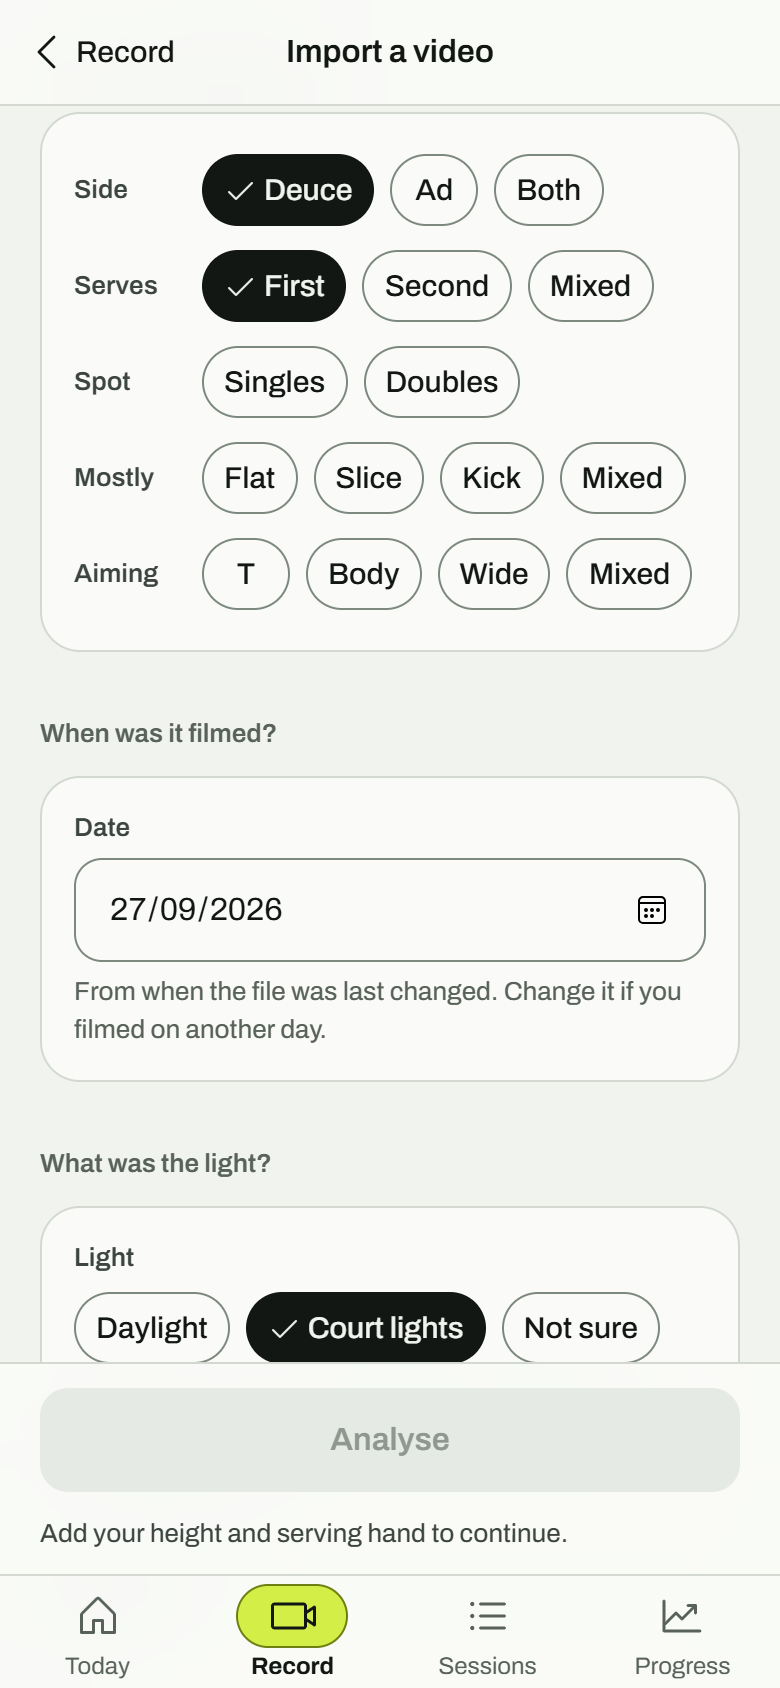 Record
Import a video
Side Deuce Ad Both
Serves First Second Mixed
Spot Singles Doubles
Mostly Flat Slice Kick Mixed
Aiming T Body Wide Mixed
When was it filmed?
Date
27/09/2026
From when the file was last changed. Change it if you
filmed on another day.
What was the light?
Light
Daylight Court lights Not sure
Analyse
Add your height and serving hand to continue.
Today Record Sessions Progress